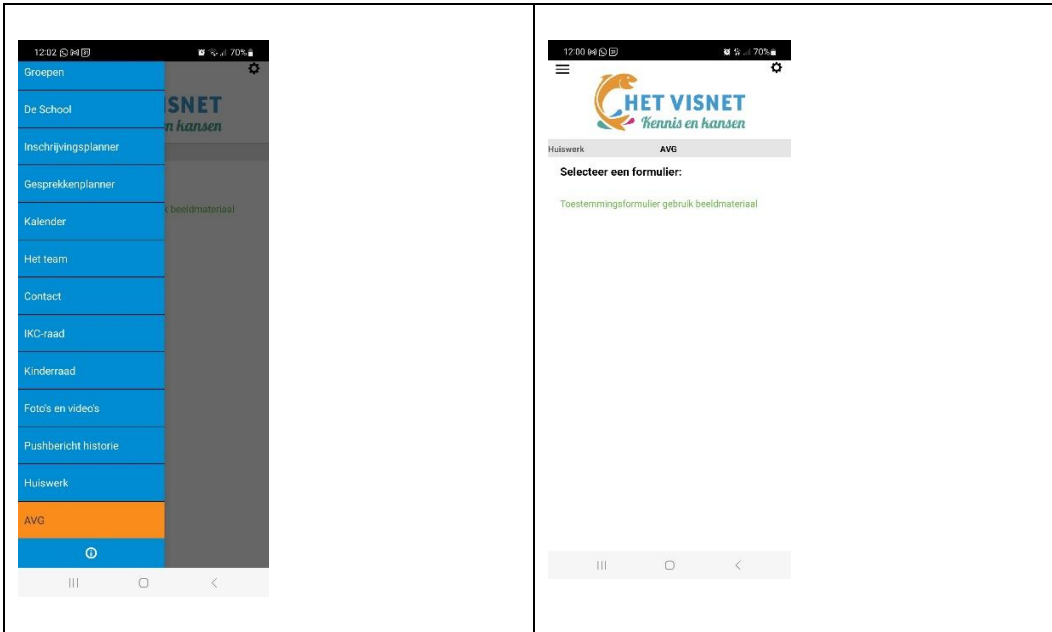 12:02
70%
Groepen
De School
Inschrijvingsplanner
Gesprekkenplanner
Kalender
Het team
Contact
IKC-raad
Kinderraad
Foto's en video's
Pushbericht historie
Huiswerk
AVG
ISNET
n kansen
k beeldmateriaal
12:00
70%
HET VISNET
Kennis en kansen
Huiswerk AVG
Selecteer een formulier:
Toestemmingsformulier gebruik beeldmateriaal